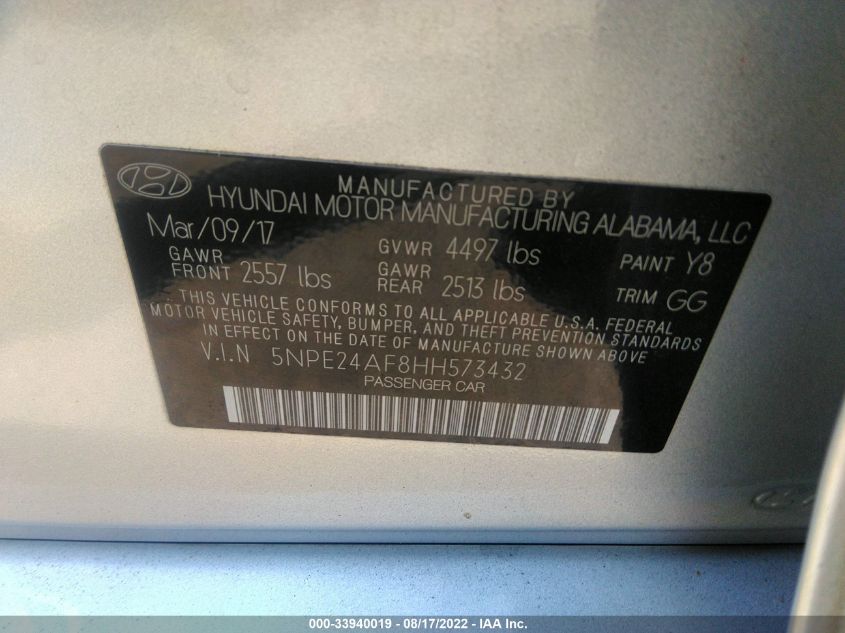 MANUFACTURED BY
HYUNDAI MOTOR MANUFACTURING ALABAMA, LLC
Mar/09/17 GVWR 4497 lbs PAINT Y8
GAWR FRONT 2557 lbs GAWR REAR 2513 lbs TRIM GG
THIS VEHICLE CONFORMS TO ALL APPLICABLE U.S.A. FEDERAL
MOTOR VEHICLE SAFETY, BUMPER, AND THEFT PREVENTION STANDARDS
IN EFFECT ON THE DATE OF MANUFACTURE SHOWN ABOVE.
V.I.N 5NPE24AF8HH573432
PASSENGER CAR
000-33940019 - 08/17/2022 - IAA Inc.